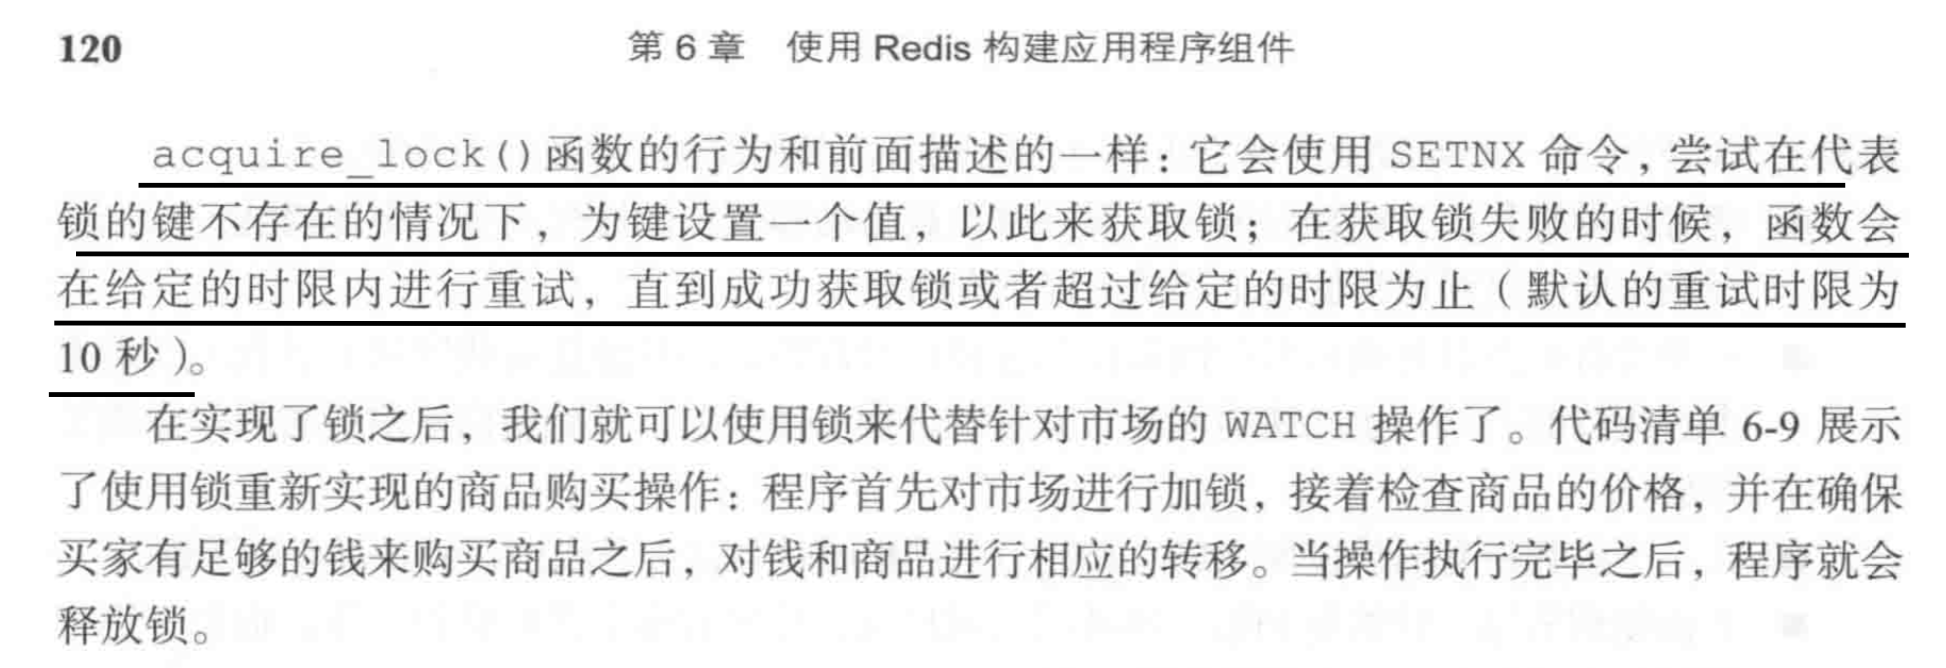 120 第 6 章 使用 Redis 构建应用程序组件
acquire_lock()函数的行为和前面描述的一样：它会使用 SETNX 命令，尝试在代表
锁的键不存在的情况下，为键设置一个值，以此来获取锁；在获取锁失败的时候，函数会
在给定的时限内进行重试，直到成功获取锁或者超过给定的时限为止（默认的重试时限为
10 秒）。
在实现了锁之后，我们就可以使用锁来代替针对市场的 WATCH 操作了。代码清单 6-9 展示
了使用锁重新实现的商品购买操作：程序首先对市场进行加锁，接着检查商品的价格，并在确保
买家有足够的钱来购买商品之后，对钱和商品进行相应的转移。当操作执行完毕之后，程序就会
释放锁。